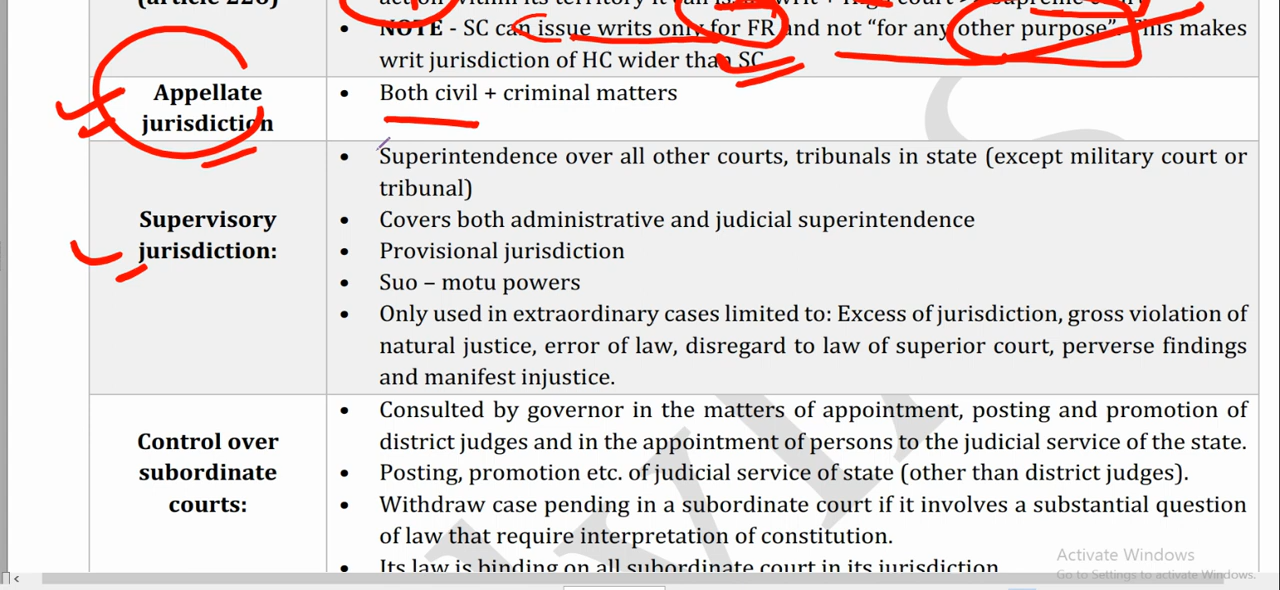 (article 226)
action within its territory it can issue writ
NOTE - SC can issue writs only for FR and not “for any other purpose”. This makes
writ jurisdiction of HC wider than SC
Appellate
jurisdiction
• Both civil + criminal matters
Supervisory
jurisdiction:
• Superintendence over all other courts, tribunals in state (except military court or
tribunal)
• Covers both administrative and judicial superintendence
• Provisional jurisdiction
• Suo – motu powers
• Only used in extraordinary cases limited to: Excess of jurisdiction, gross violation of
natural justice, error of law, disregard to law of superior court, perverse findings
and manifest injustice.
Control over
subordinate
courts:
• Consulted by governor in the matters of appointment, posting and promotion of
district judges and in the appointment of persons to the judicial service of the state.
• Posting, promotion etc. of judicial service of state (other than district judges).
• Withdraw case pending in a subordinate court if it involves a substantial question
of law that require interpretation of constitution.
• Its law is binding on all subordinate court in its jurisdiction
Activate Windows
Go to Settings to activate Windows.